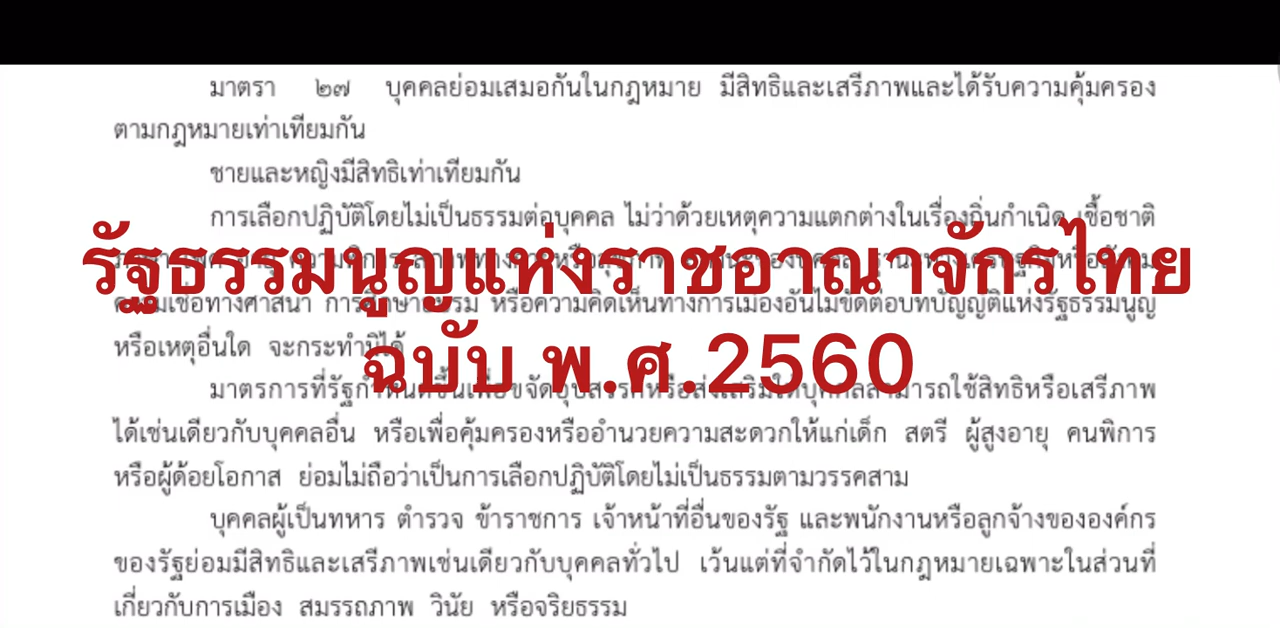 มาตรา ๒๗ บุคคลย่อมเสมอกันในกฎหมาย มีสิทธิและเสรีภาพและได้รับความคุ้มครอง
ตามกฎหมายเท่าเทียมกัน
ชายและหญิงมีสิทธิเท่าเทียมกัน
การเลือกปฏิบัติโดยไม่เป็นธรรมต่อบุคคล ไม่ว่าด้วยเหตุความแตกต่างในเรื่องถิ่นกำเนิด เชื้อชาติ
รัฐธรรมนูญแห่งราชอาณาจักรไทย
ความเชื่อทางศาสนา การศึกษาอบรม หรือความคิดเห็นทางการเมืองอันไม่ขัดต่อบทบัญญัติแห่งรัฐธรรมนูญ
หรือเหตุอื่นใด จะกระทำมิได้
ฉบับ พ.ศ.2560
มาตรการที่รัฐกำหนดขึ้นเพื่อขจัดอุปสรรคหรือส่งเสริมให้บุคคลสามารถใช้สิทธิหรือเสรีภาพ
ได้เช่นเดียวกับบุคคลอื่น หรือเพื่อคุ้มครองหรืออำนวยความสะดวกให้แก่เด็ก สตรี ผู้สูงอายุ คนพิการ
หรือผู้ด้อยโอกาส ย่อมไม่ถือว่าเป็นการเลือกปฏิบัติโดยไม่เป็นธรรมตามวรรคสาม
บุคคลผู้เป็นทหาร ตำรวจ ข้าราชการ เจ้าหน้าที่อื่นของรัฐ และพนักงานหรือลูกจ้างขององค์กร
ของรัฐย่อมมีสิทธิและเสรีภาพเช่นเดียวกับบุคคลทั่วไป เว้นแต่ที่จำกัดไว้ในกฎหมายเฉพาะในส่วนที่
เกี่ยวกับการเมือง สมรรถภาพ วินัย หรือจริยธรรม